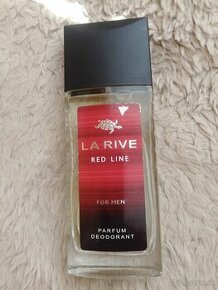 LA RIVE
RED LINE
FOR MEN
PARFUM
DEODORANT